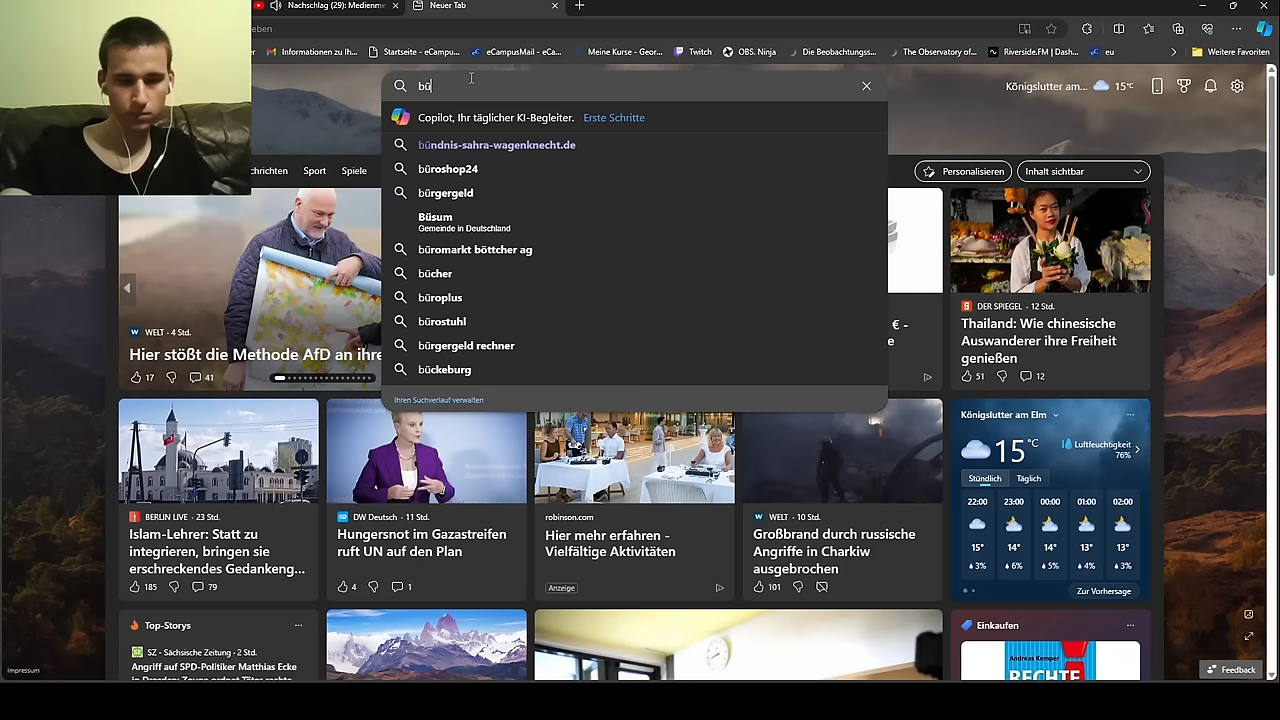 Nachschlag (29): Medienme
Neuer Tab
eben
Informationen zu Ih...
Startseite - eCampu...
eCampusMail - eCa...
Meine Kurse - Geor...
Twitch
OBS. Ninja
Die Beobachtungss...
The Observatory of...
Riverside.FM | Dash...
eu
Weitere Favoriten
bü
Königslutter am...
15°C
Copilot, Ihr täglicher KI-Begleiter. Erste Schritte
bündnis-sahra-wagenknecht.de
büroshop24
bürgergeld
Büsum
Gemeinde in Deutschland
büromarkt böttcher ag
bücher
büroplus
bürostuhl
bürgergeld rechner
bückeburg
Ihren Suchverlauf verwalten
chrichten
Sport
Spiele
Personalisieren
Inhalt sichtbar
WELT · 4 Std.
Hier stößt die Methode AfD an ihre
17
41
€ -
e
DER SPIEGEL · 12 Std.
Thailand: Wie chinesische
Auswanderer ihre Freiheit
genießen
51
12
BERLIN LIVE · 23 Std.
Islam-Lehrer: Statt zu
integrieren, bringen sie
erschreckendes Gedankeng...
185
79
DW Deutsch · 11 Std.
Hungersnot im Gazastreifen
ruft UN auf den Plan
4
1
robinson.com
Hier mehr erfahren -
Vielfältige Aktivitäten
Anzeige
WELT · 10 Std.
Großbrand durch russische
Angriffe in Charkiw
ausgebrochen
101
Königslutter am Elm
15 °C
Luftfeuchtigkeit
76%
Stündlich
Täglich
22:00 23:00 00:00 01:00 02:00
15° 14° 14° 13° 13°
3% 6% 5% 4% 3%
Zur Vorhersage
Top-Storys
SZ - Sächsische Zeitung · 2 Std.
Angriff auf SPD-Politiker Matthias Ecke
Einkaufen
Andreas Kemper
RECHTE
Impressum
Feedback